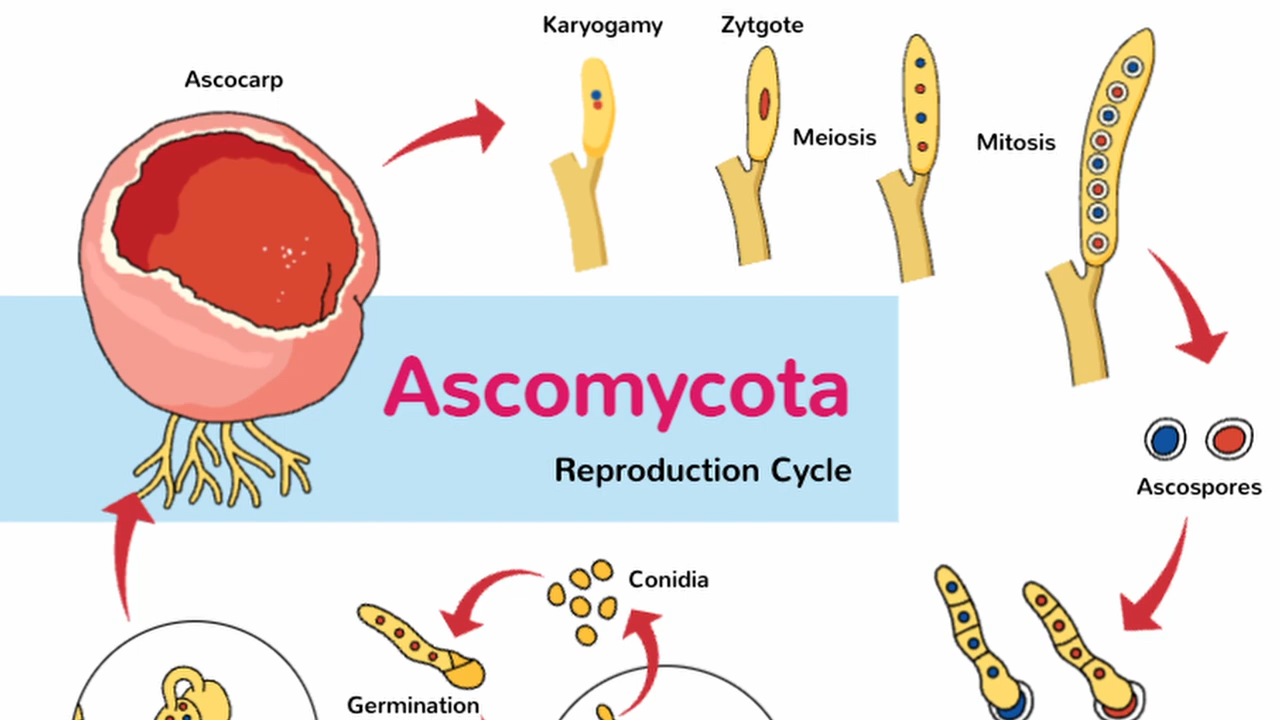 Karyogamy
Zytgote
Ascocarp
Meiosis
Mitosis
Ascomycota
Reproduction Cycle
Ascospores
Conidia
Germination